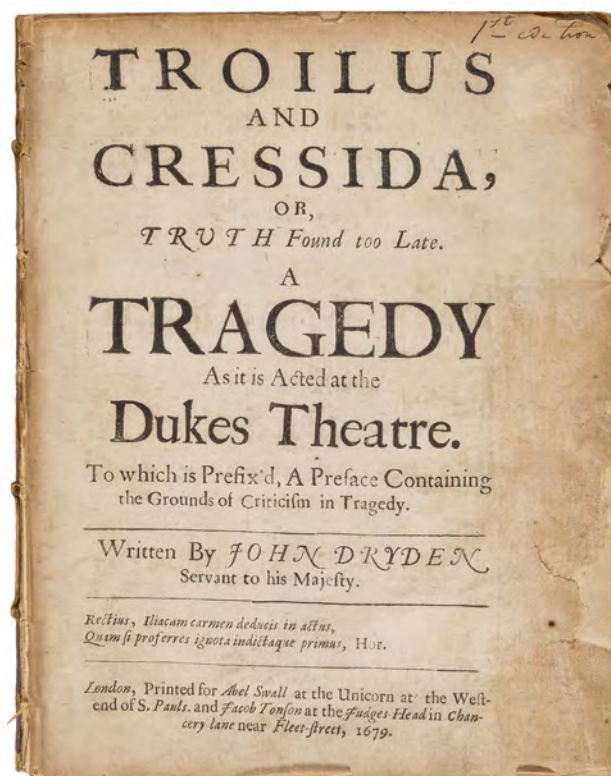 1st edition
TROILUS
AND
CRESSIDA,
OR,
TRUTH Found too Late.
A
TRAGEDY
As it is Acted at the
Dukes Theatre.
To which is Prefix'd, A Preface Containing
the Grounds of Criticiſm in Tragedy.
Written By JOHN DRYDEN
Servant to his Majeſty.
Rectius, Iliacam carmen deducis in actus,
Quam ſi proferres ignota indictaque primus, Hor.
London, Printed for Abel Swall at the Unicorn at the Weſt-
end of S. Pauls. and Jacob Tonſon at the Judges Head in Chan-
cery lane near Fleet-ſtreet, 1679.